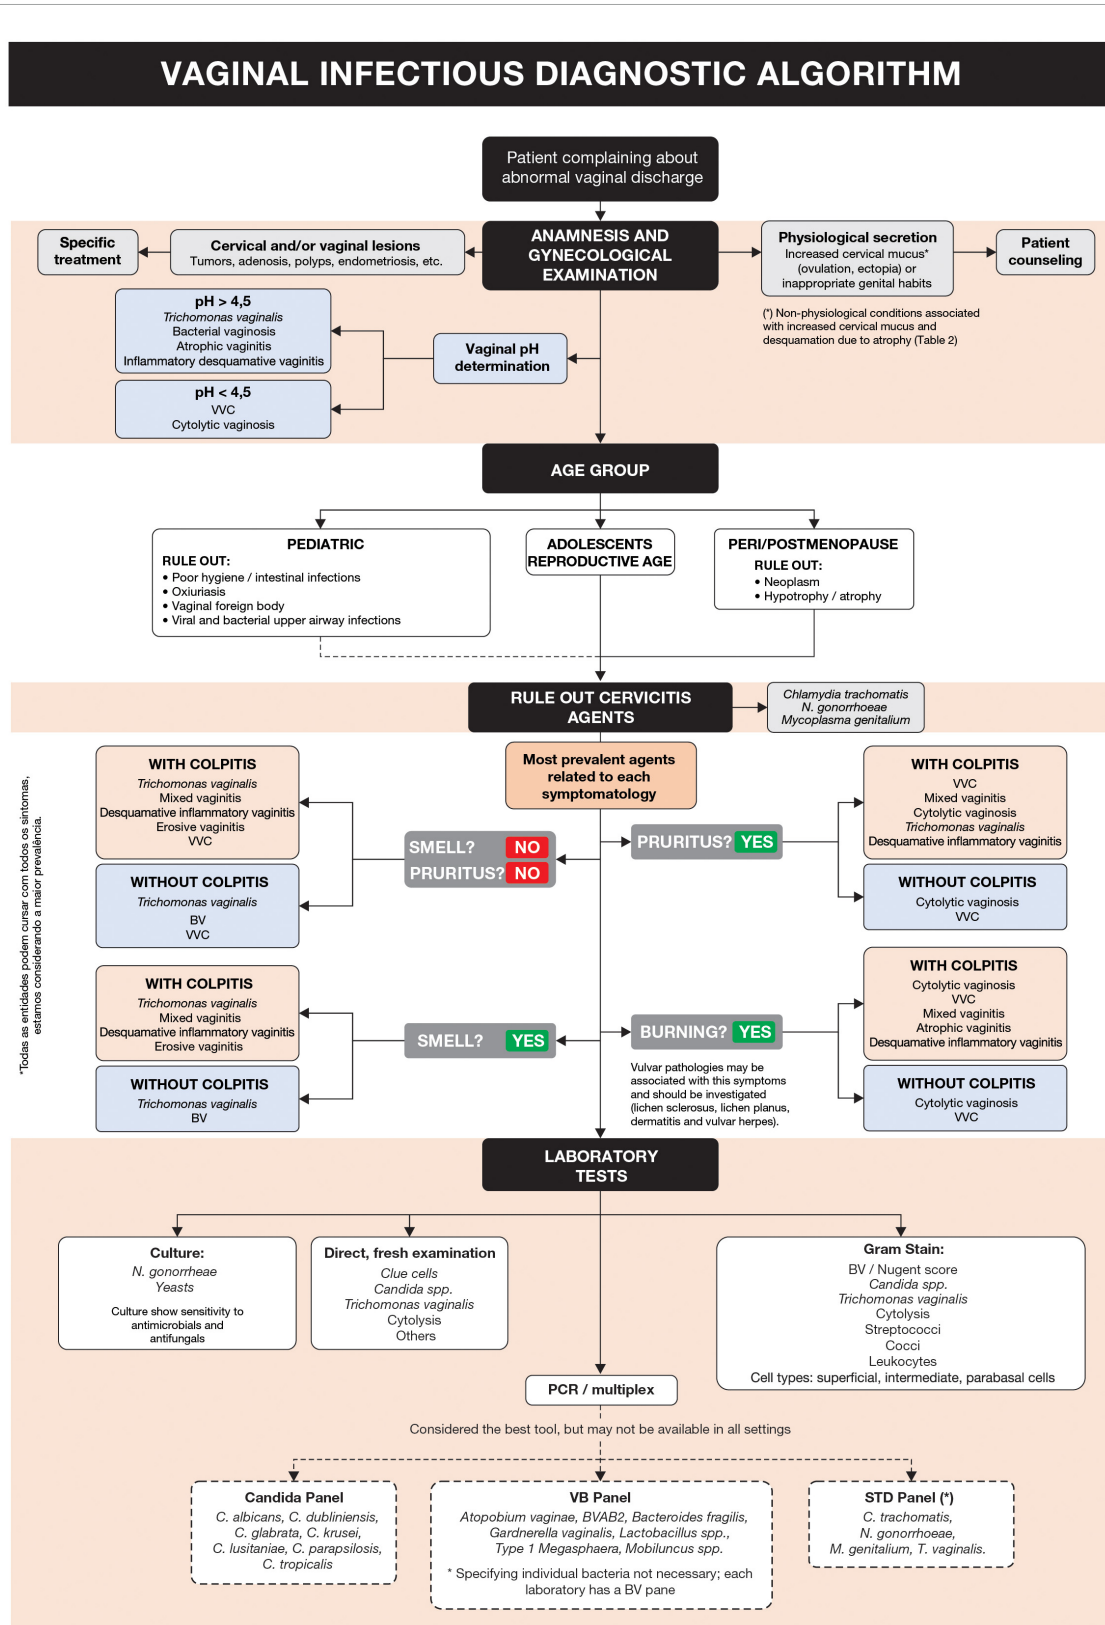 VAGINAL INFECTIOUS DIAGNOSTIC ALGORITHM
Patient complaining about
abnormal vaginal discharge
ANAMNESIS AND
GYNECOLOGICAL
EXAMINATION
Specific
treatment
Cervical and/or vaginal lesions
Tumors, adenosis, polyps, endometriosis, etc.
Physiological secretion
Increased cervical mucus*
(ovulation, ectopia) or
inappropriate genital habits
Patient
counseling
(*) Non-physiological conditions associated
with increased cervical mucus and
desquamation due to atrophy (Table 2)
pH > 4,5
Trichomonas vaginalis
Bacterial vaginosis
Atrophic vaginitis
Inflammatory desquamative vaginitis
Vaginal pH
determination
pH < 4,5
VVC
Cytolytic vaginosis
AGE GROUP
PEDIATRIC
RULE OUT:
• Poor hygiene / intestinal infections
• Oxiuriasis
• Vaginal foreign body
• Viral and bacterial upper airway infections
ADOLESCENTS
REPRODUCTIVE AGE
PERI/POSTMENOPAUSE
RULE OUT:
• Neoplasm
• Hypotrophy / atrophy
RULE OUT CERVICITIS
AGENTS
Chlamydia trachomatis
N. gonorrhoeae
Mycoplasma genitalium
Most prevalent agents
related to each
symptomatology
*Todas as entidades podem cursar com todos os sintomas,
estamos considerando a maior prevalência.
WITH COLPITIS
Trichomonas vaginalis
Mixed vaginitis
Desquamative inflammatory vaginitis
Erosive vaginitis
VVC
SMELL? NO
PRURITUS? NO
WITHOUT COLPITIS
Trichomonas vaginalis
BV
VVC
PRURITUS? YES
WITH COLPITIS
VVC
Mixed vaginitis
Cytolytic vaginosis
Trichomonas vaginalis
Desquamative inflammatory vaginitis
WITHOUT COLPITIS
Cytolytic vaginosis
VVC
WITH COLPITIS
Trichomonas vaginalis
Mixed vaginitis
Desquamative inflammatory vaginitis
Erosive vaginitis
SMELL? YES
WITHOUT COLPITIS
Trichomonas vaginalis
BV
BURNING? YES
Vulvar pathologies may be
associated with this symptoms
and should be investigated
(lichen sclerosus, lichen planus,
dermatitis and vulvar herpes).
WITH COLPITIS
Cytolytic vaginosis
VVC
Mixed vaginitis
Atrophic vaginitis
Desquamative inflammatory vaginitis
WITHOUT COLPITIS
Cytolytic vaginosis
VVC
LABORATORY
TESTS
Culture:
N. gonorrheae
Yeasts
Culture show sensitivity to
antimicrobials and
antifungals
Direct, fresh examination
Clue cells
Candida spp.
Trichomonas vaginalis
Cytolysis
Others
Gram Stain:
BV / Nugent score
Candida spp.
Trichomonas vaginalis
Cytolysis
Streptococci
Cocci
Leukocytes
Cell types: superficial, intermediate, parabasal cells
PCR / multiplex
Considered the best tool, but may not be available in all settings
Candida Panel
C. albicans, C. dubliniensis,
C. glabrata, C. krusei,
C. lusitaniae, C. parapsilosis,
C. tropicalis
VB Panel
Atopobium vaginae, BVAB2, Bacteroides fragilis,
Gardnerella vaginalis, Lactobacillus spp.,
Type 1 Megasphaera, Mobiluncus spp.
* Specifying individual bacteria not necessary; each
laboratory has a BV pane
STD Panel (*)
C. trachomatis,
N. gonorrhoeae,
M. genitalium, T. vaginalis.